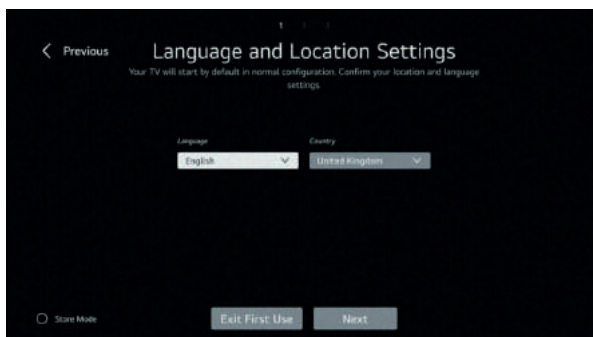 1
Previous
Language and Location Settings
Your TV will start by default in normal configuration. Confirm your location and language
settings.
Language
Country
English
United Kingdom
Store Mode
Exit First Use
Next